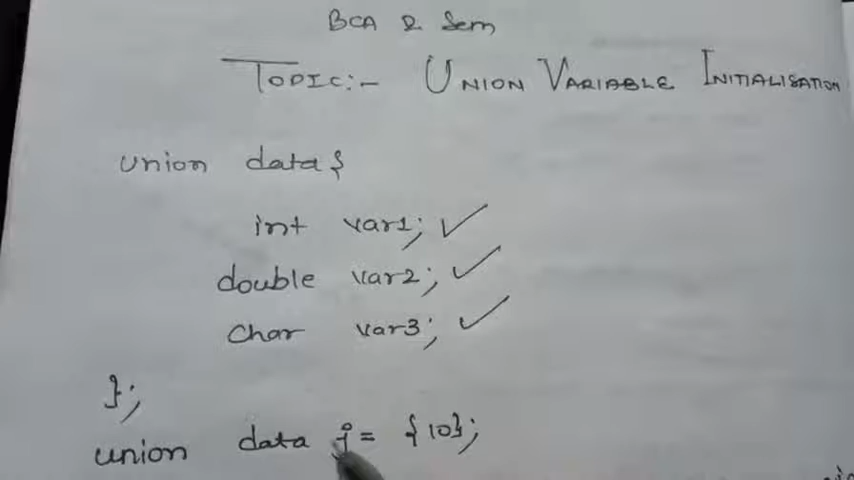 BCA 2 Sem
TOPIC:- UNION VARIABLE INITIALISATION
union data{
int var1;
double var2;
char var3;
};
union data j= {10};